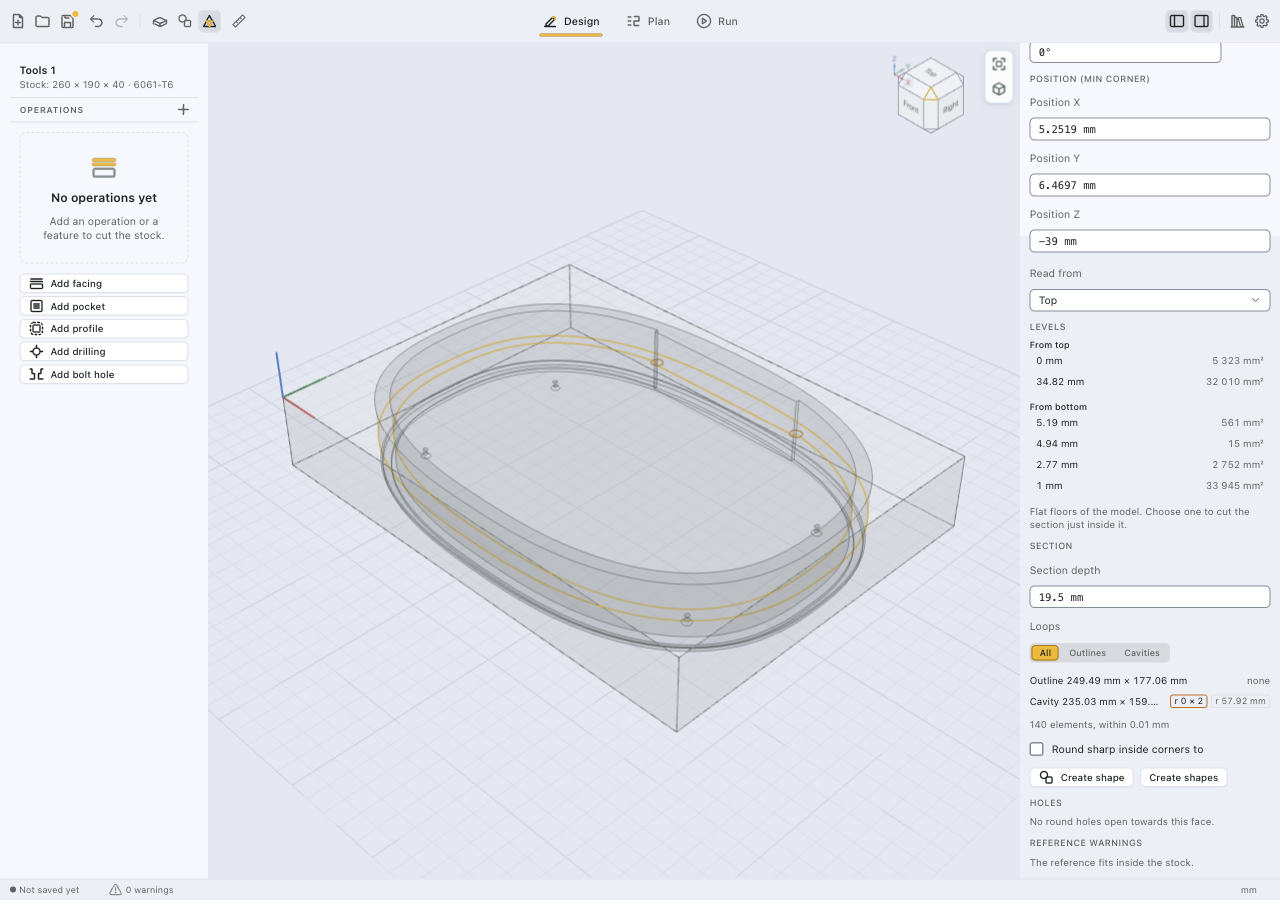 Design
Plan
Run
Tools 1
Stock: 260 × 190 × 40 · 6061-T6
OPERATIONS
No operations yet
Add an operation or a
feature to cut the stock.
Add facing
Add pocket
Add profile
Add drilling
Add bolt hole
Z
Top
Front
Right
0°
POSITION (MIN CORNER)
Position X
5.2519 mm
Position Y
6.4697 mm
Position Z
−39 mm
Read from
Top
LEVELS
From top
0 mm 5 323 mm²
34.82 mm 32 010 mm²
From bottom
5.19 mm 561 mm²
4.94 mm 15 mm²
2.77 mm 2 752 mm²
1 mm 33 945 mm²
Flat floors of the model. Choose one to cut the
section just inside it.
SECTION
Section depth
19.5 mm
Loops
All Outlines Cavities
Outline 249.49 mm × 177.06 mm none
Cavity 235.03 mm × 159.... r 0 × 2 r 57.92 mm
140 elements, within 0.01 mm
Round sharp inside corners to
Create shape Create shapes
HOLES
No round holes open towards this face.
REFERENCE WARNINGS
The reference fits inside the stock.
Not saved yet
0 warnings
mm